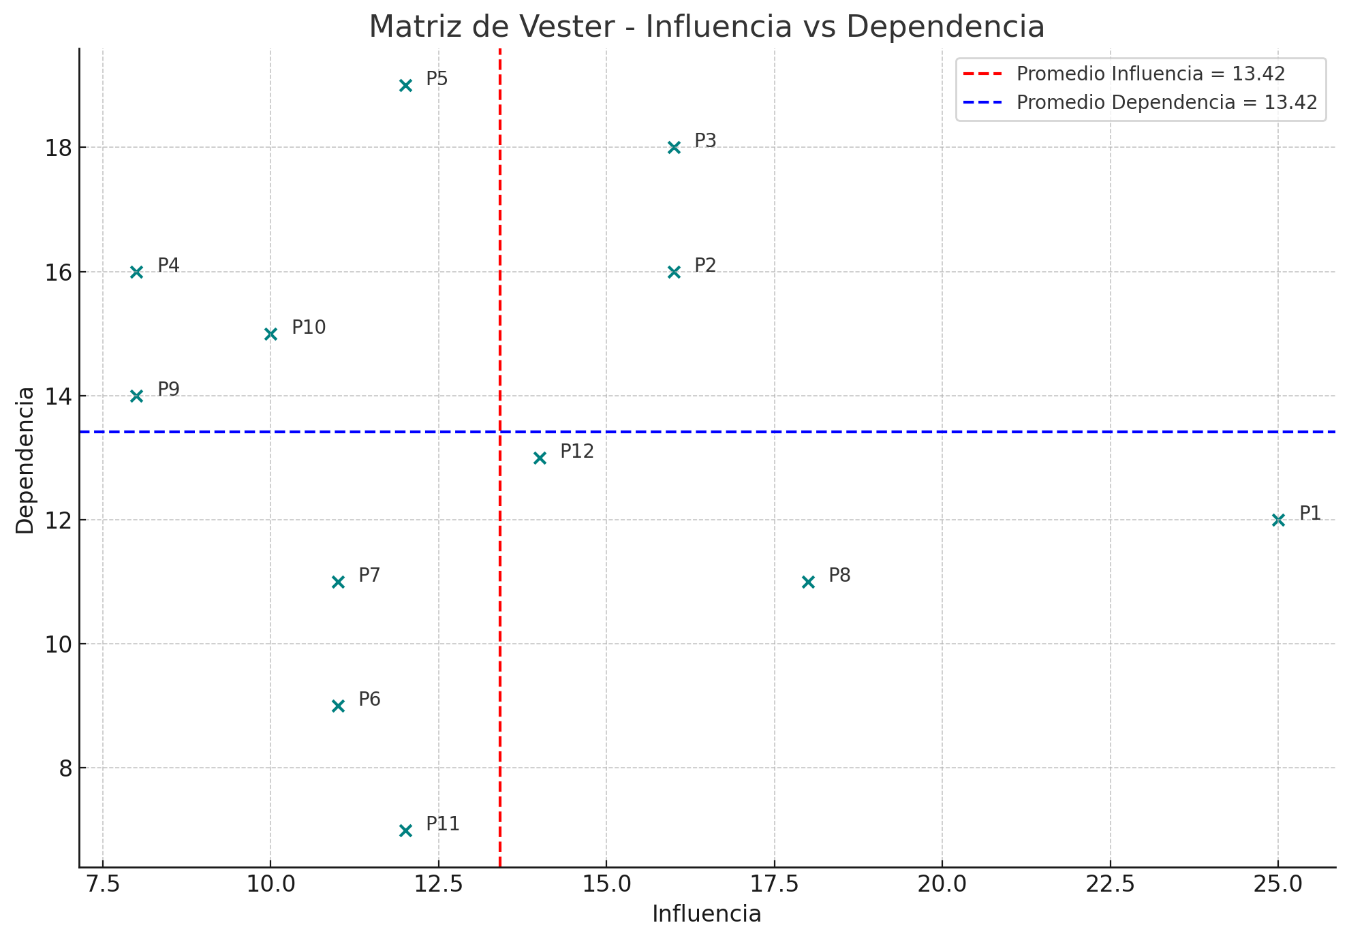 Matriz de Vester - Influencia vs Dependencia
Promedio Influencia = 13.42
Promedio Dependencia = 13.42
P5
P3
P4
P2
P10
P9
P12
P1
P7
P8
P6
P11
Dependencia
18
16
14
12
10
8
7.5 10.0 12.5 15.0 17.5 20.0 22.5 25.0
Influencia